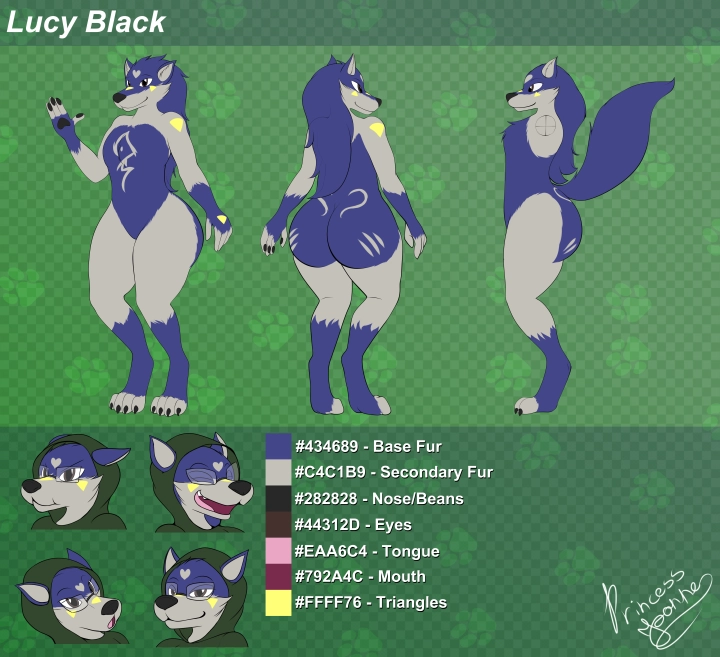 Lucy Black
#434689 - Base Fur
#C4C1B9 - Secondary Fur
#282828 - Nose/Beans
#44312D - Eyes
#EAA6C4 - Tongue
#792A4C - Mouth
#FFFF76 - Triangles
Princess